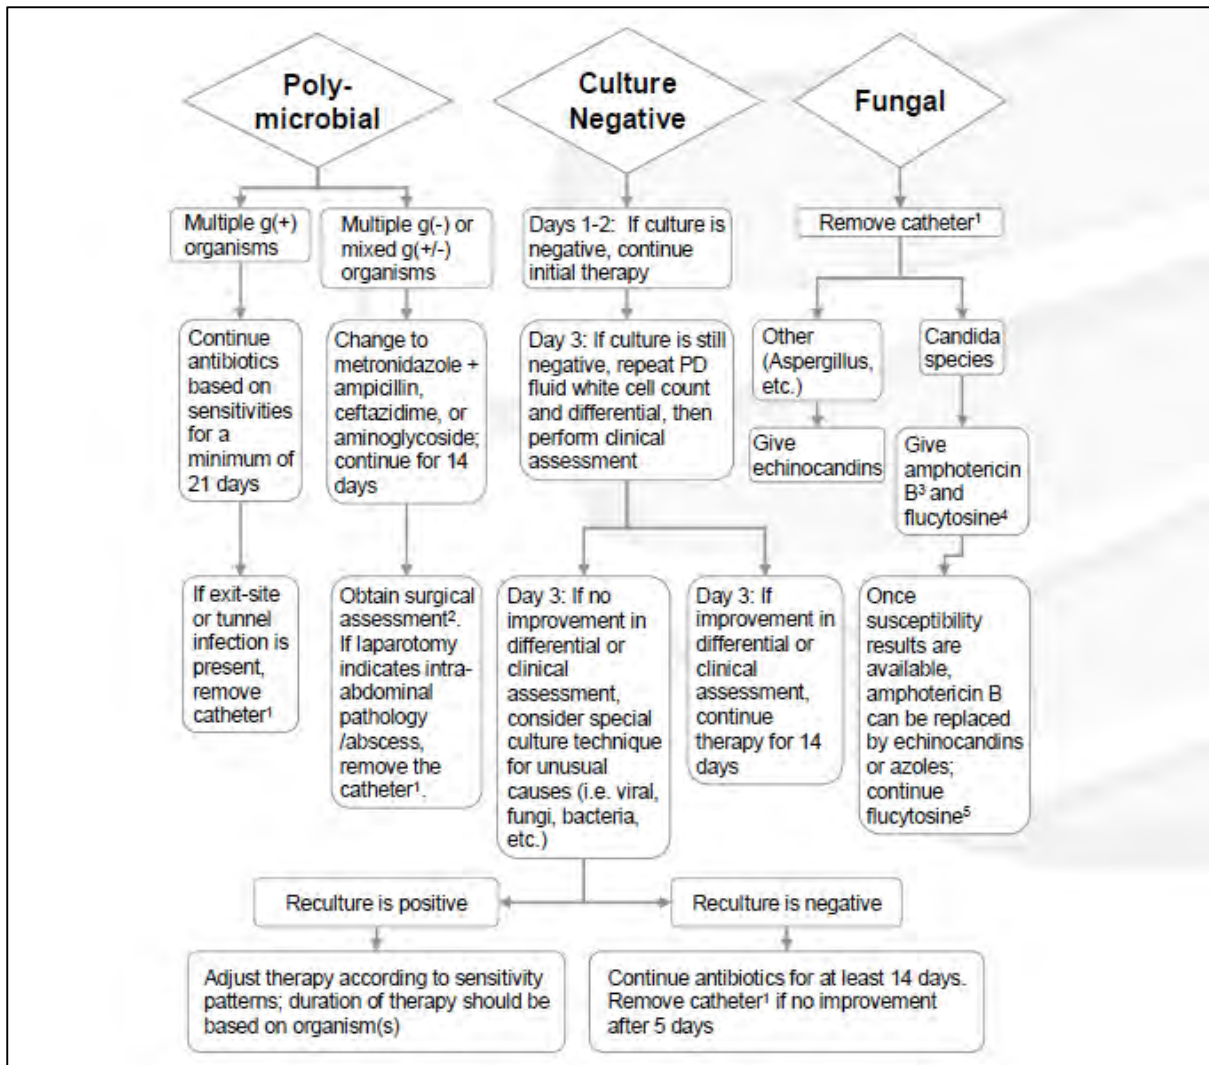 Poly-
microbial
Culture
Negative
Fungal
Multiple g(+)
organisms
Multiple g(-) or
mixed g(+/-)
organisms
Days 1-2: If culture is
negative, continue
initial therapy
Remove catheter¹
Continue
antibiotics
based on
sensitivities
for a
minimum of
21 days
Change to
metronidazole +
ampicillin,
ceftazidime, or
aminoglycoside;
continue for 14
days
Day 3: If culture is still
negative, repeat PD
fluid white cell count
and differential, then
perform clinical
assessment
Other
(Aspergillus,
etc.)
Candida
species
Give
echinocandins
Give
amphotericin
B³ and
flucytosine⁴
If exit-site
or tunnel
infection is
present,
remove
catheter¹
Obtain surgical
assessment².
If laparotomy
indicates intra-
abdominal
pathology
/abscess,
remove the
catheter¹.
Day 3: If no
improvement in
differential or
clinical
assessment,
consider special
culture technique
for unusual
causes (i.e. viral,
fungi, bacteria,
etc.)
Day 3: If
improvement in
differential or
clinical
assessment,
continue
therapy for 14
days
Once
susceptibility
results are
available,
amphotericin B
can be replaced
by echinocandins
or azoles;
continue
flucytosine⁵
Reculture is positive
Reculture is negative
Adjust therapy according to sensitivity
patterns; duration of therapy should be
based on organism(s)
Continue antibiotics for at least 14 days.
Remove catheter¹ if no improvement
after 5 days